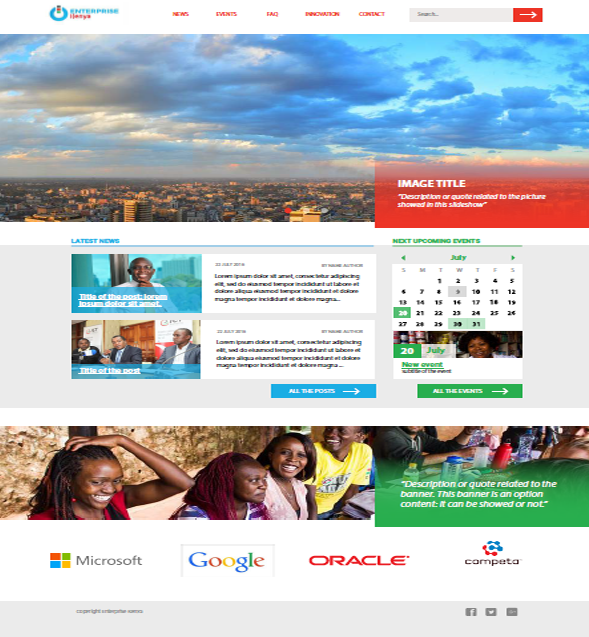 ENTERPRISE
Kenya
NEWS EVENTS FAQ INNOVATION CONTACT
Search...
IMAGE TITLE
"Description or quote related to the picture
showed in this slideshow"
LATEST NEWS
Title of the post: lorem
ipsum dolor sit amet.
22 JULY 2016 BY NAME AUTHOR
Lorem ipsum dolor sit amet, consectetur adipiscing
elit, sed do eiusmod tempor incididunt ut labore et
dolore aliqua eiusmod tempor incididunt et dolore
magna tempor incididunt et dolore magna...
Title of the post
22 JULY 2016 BY NAME AUTHOR
Lorem ipsum dolor sit amet, consectetur adipiscing
elit, sed do eiusmod tempor incididunt ut labore et
dolore aliqua eiusmod tempor incididunt et dolore
magna tempor incididunt et dolore magna...
ALL THE POSTS
NEXT UPCOMING EVENTS
July
S M T W T F S
1 2 3 4 5
6 7 8 9 10 11 12
13 14 15 16 17 18 19
20 21 22 23 24 25 26
27 28 29 30 31
20 July
New event
subtitle of the event
ALL THE EVENTS
"Description or quote related to the
banner. This banner is an option
content: it can be showed or not."
Microsoft
Google
ORACLE
campeta
copyright enterprise kenya